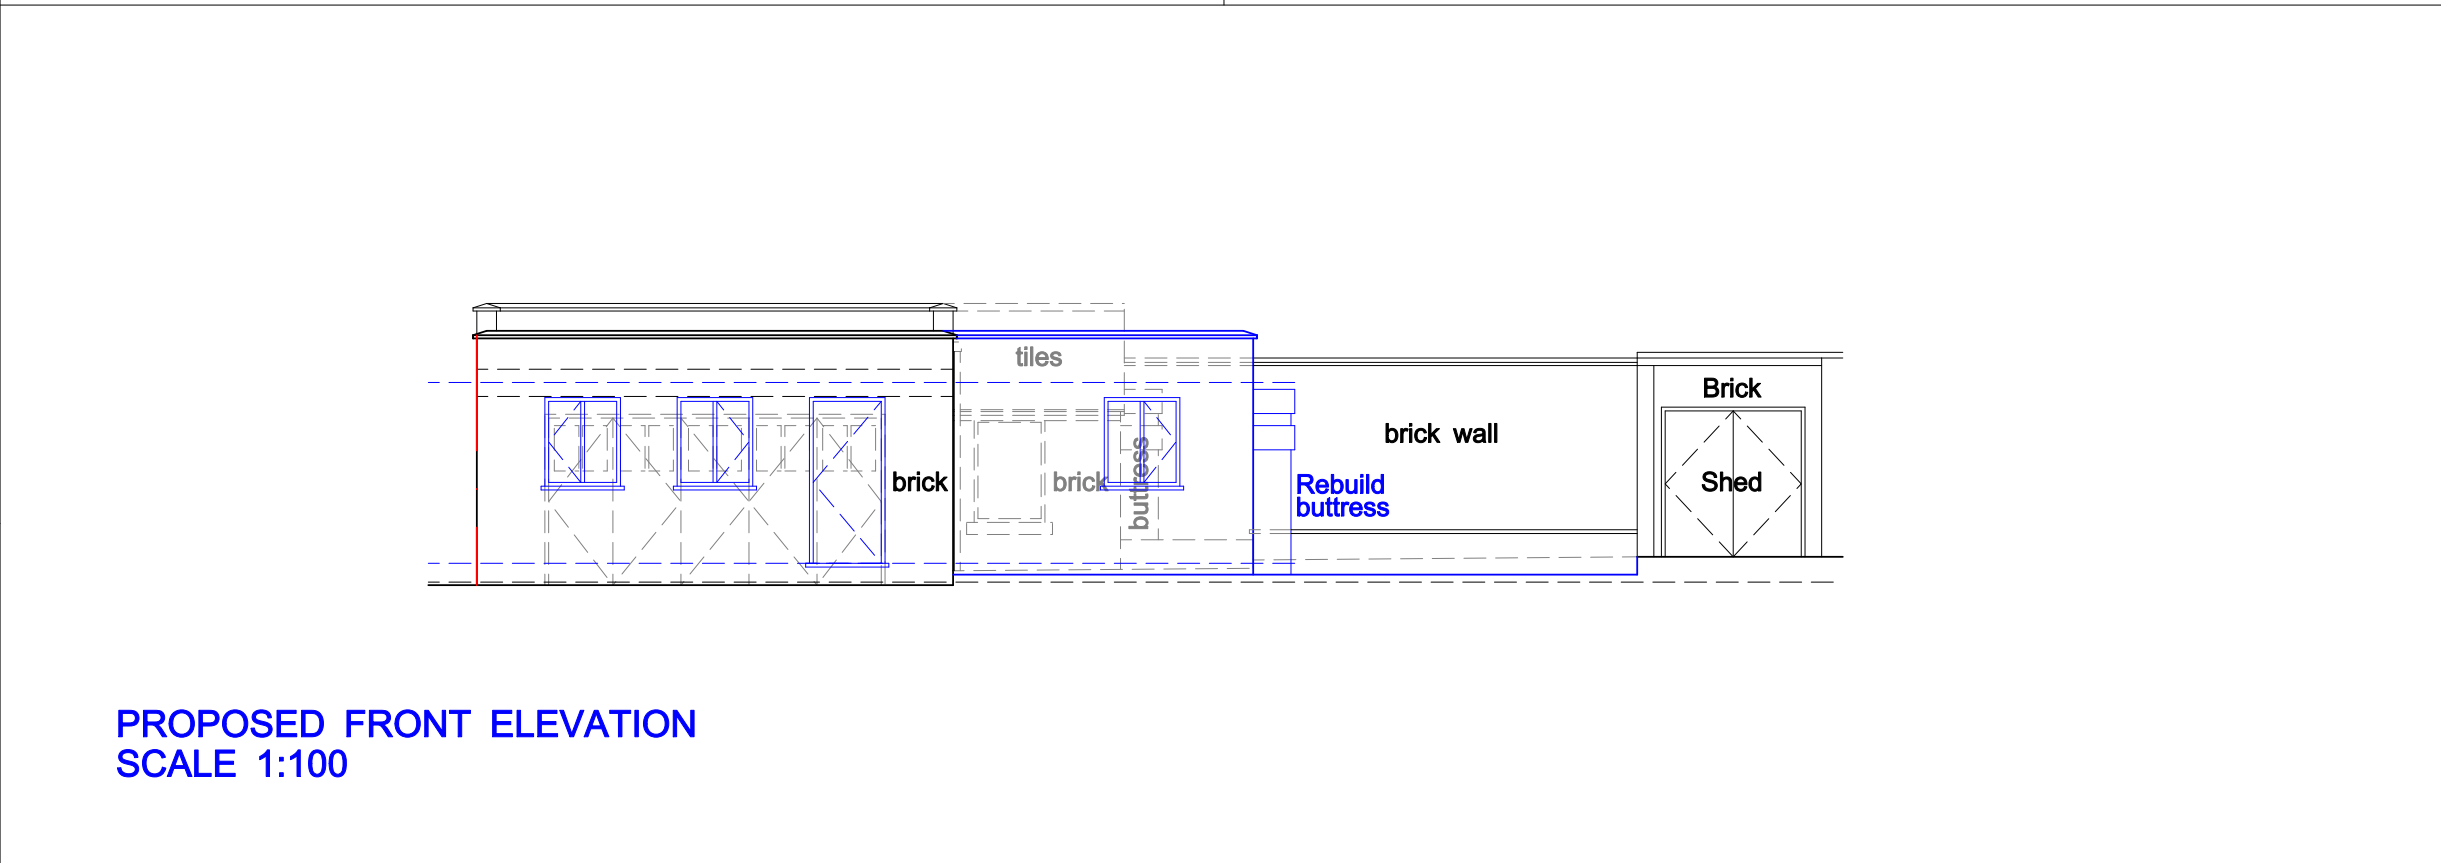 tiles
Brick
brick wall
brick
brick
buttress
Shed
Rebuild
buttress
PROPOSED FRONT ELEVATION
SCALE 1:100